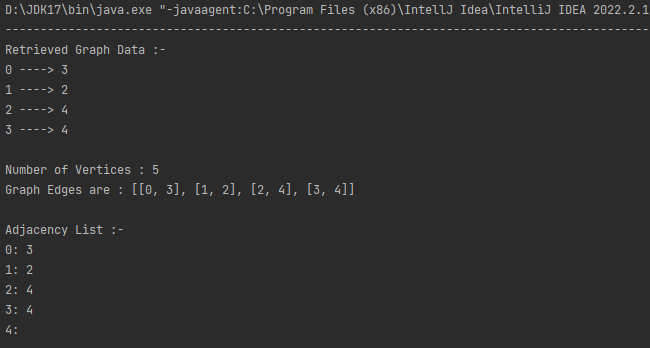 D:\JDK17\bin\java.exe "-javaagent:C:\Program Files (x86)\IntellJ Idea\IntelliJ IDEA 2022.2.1
--------------------------------------------------------------------------------------------
Retrieved Graph Data :-
0 ----> 3
1 ----> 2
2 ----> 4
3 ----> 4
Number of Vertices : 5
Graph Edges are : [[0, 3], [1, 2], [2, 4], [3, 4]]
Adjacency List :-
0: 3
1: 2
2: 4
3: 4
4: